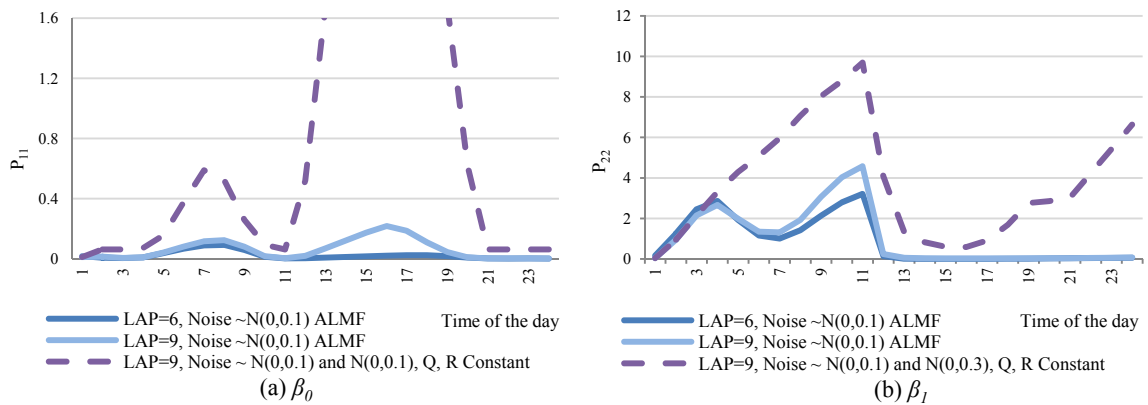 1.6
1.2
0.8
0.4
0
P11
1 3 5 7 9 11 13 15 17 19 21 23
LAP=6, Noise ~N(0,0.1) ALMF
Time of the day
LAP=9, Noise ~N(0,0.1) ALMF
LAP=9, Noise ~ N(0,0.1) and N(0,0.1), Q, R Constant
(a) β0
12
10
8
6
4
2
0
P22
1 3 5 7 9 11 13 15 17 19 21 23
LAP=6, Noise ~N(0,0.1) ALMF
Time of the day
LAP=9, Noise ~N(0,0.1) ALMF
LAP=9, Noise ~ N(0,0.1) and N(0,0.3), Q, R Constant
(b) β1